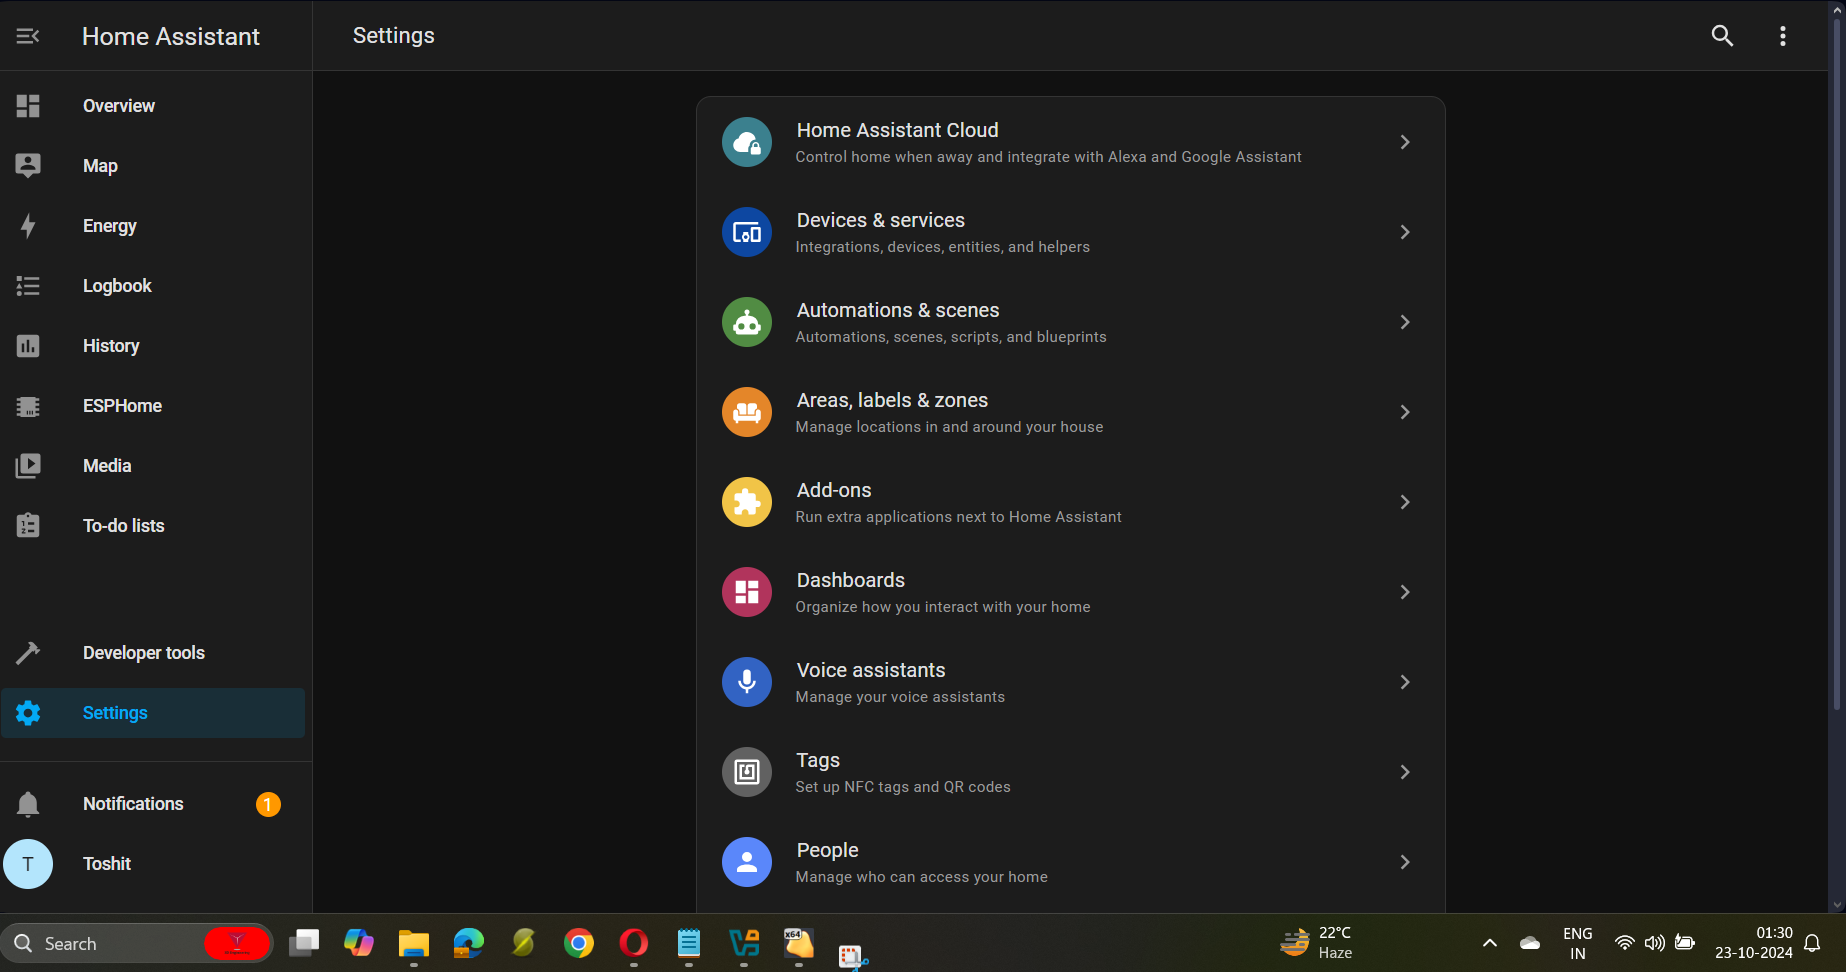 Home Assistant
Settings
Overview
Map
Energy
Logbook
History
ESPHome
Media
To-do lists
Developer tools
Settings
Notifications
1
T
Toshit
Home Assistant Cloud
Control home when away and integrate with Alexa and Google Assistant
Devices & services
Integrations, devices, entities, and helpers
Automations & scenes
Automations, scenes, scripts, and blueprints
Areas, labels & zones
Manage locations in and around your house
Add-ons
Run extra applications next to Home Assistant
Dashboards
Organize how you interact with your home
Voice assistants
Manage your voice assistants
Tags
Set up NFC tags and QR codes
People
Manage who can access your home
Search
x64
22°C
Haze
ENG
IN
01:30
23-10-2024